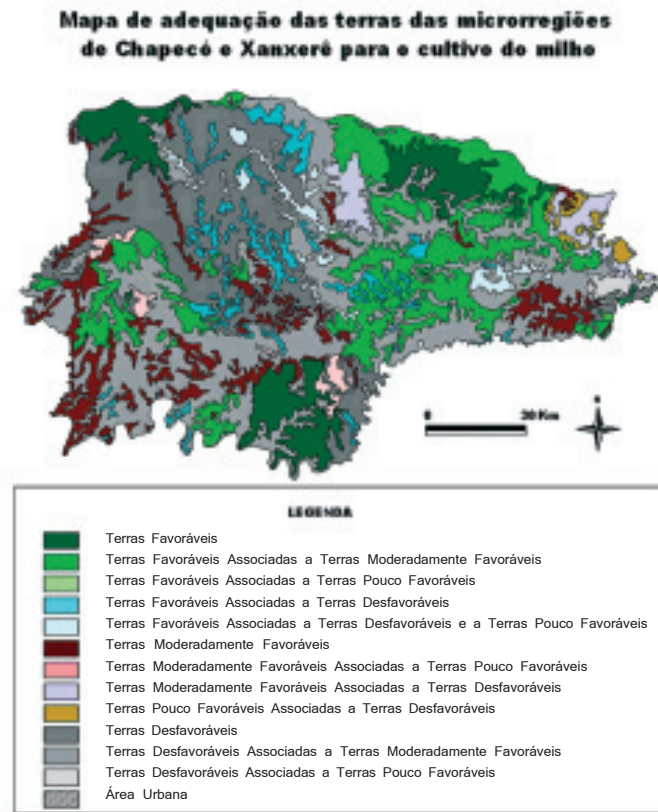 Mapa de adequação das terras das microrregiões
de Chapecó e Xanxerê para o cultivo do milho
0 20 Km
LEGENDA
Terras Favoráveis
Terras Favoráveis Associadas a Terras Moderadamente Favoráveis
Terras Favoráveis Associadas a Terras Pouco Favoráveis
Terras Favoráveis Associadas a Terras Desfavoráveis
Terras Favoráveis Associadas a Terras Desfavoráveis e a Terras Pouco Favoráveis
Terras Moderadamente Favoráveis
Terras Moderadamente Favoráveis Associadas a Terras Pouco Favoráveis
Terras Moderadamente Favoráveis Associadas a Terras Desfavoráveis
Terras Pouco Favoráveis Associadas a Terras Desfavoráveis
Terras Desfavoráveis
Terras Desfavoráveis Associadas a Terras Moderadamente Favoráveis
Terras Desfavoráveis Associadas a Terras Pouco Favoráveis
Área Urbana